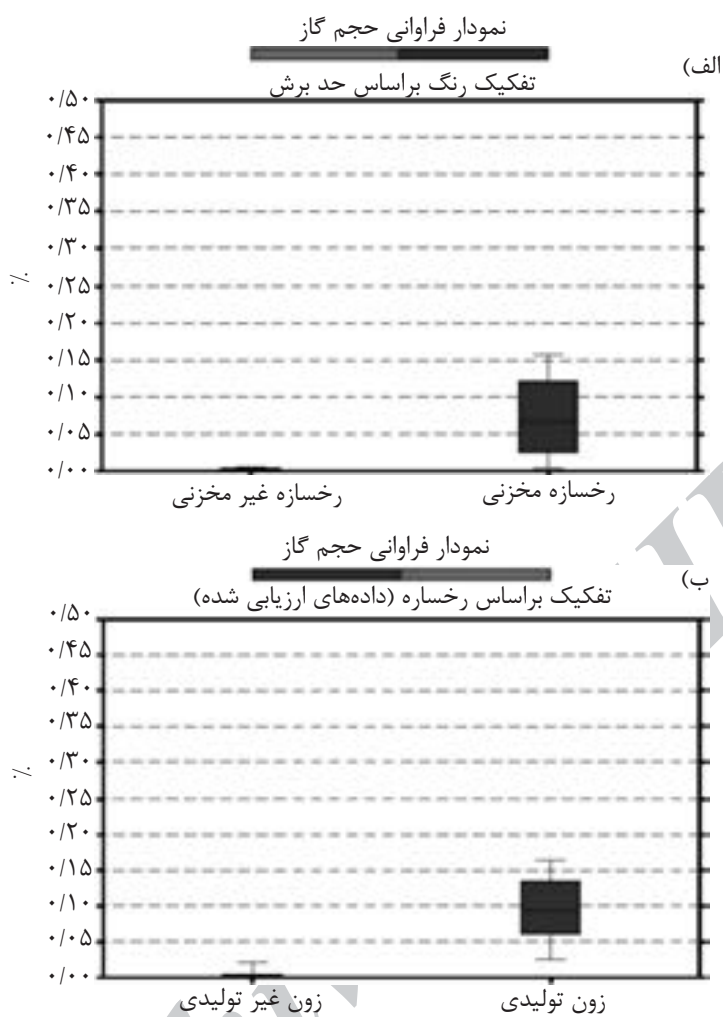 نمودار فراوانی حجم گاز
الف)
تفکیک رنگ براساس حد برش
۰/۵۰
۰/۴۵
۰/۴۰
۰/۳۵
۰/۳۰
۰/۲۵
۰/۲۰
۰/۱۵
۰/۱۰
۰/۰۵
۰/۰۰
٪
رخسازه مخزنی
رخسازه غیر مخزنی
نمودار فراوانی حجم گاز
ب)
تفکیک براساس رخساره (داده‌های ارزیابی شده)
۰/۵۰
۰/۴۵
۰/۴۰
۰/۳۵
۰/۳۰
۰/۲۵
۰/۲۰
۰/۱۵
۰/۱۰
۰/۰۵
۰/۰۰
٪
زون تولیدی
زون غیر تولیدی